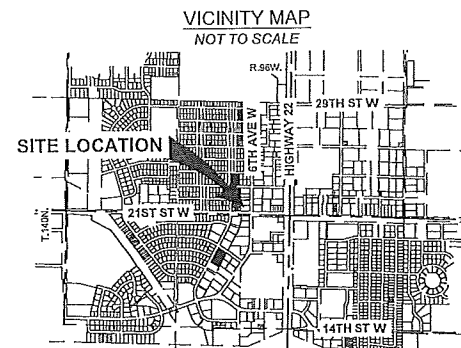 VICINITY MAP
NOT TO SCALE
R.96W.
29TH ST W
6TH AVE W
HIGHWAY 22
SITE LOCATION
21ST ST W
T.140N.
14TH ST W